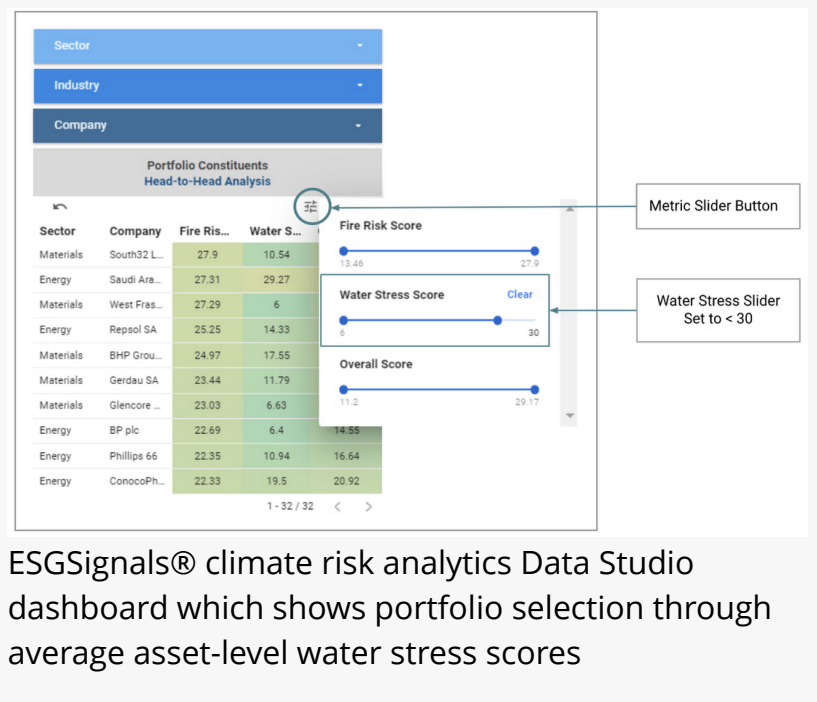 Sector
Industry
Company
Portfolio Constituents
Head-to-Head Analysis
Sector Company Fire Ris... Water S...
Materials South32 L... 27.9 10.54
Energy Saudi Ara... 27.31 29.27
Materials West Fras... 27.29 6
Energy Repsol SA 25.25 14.33
Materials BHP Grou... 24.97 17.55
Materials Gerdau SA 23.44 11.79
Materials Glencore ... 23.03 6.63
Energy BP plc 22.69 6.4 14.55
Energy Phillips 66 22.35 10.94 16.64
Energy ConocoPh... 22.33 19.5 20.92
1 - 32 / 32
Fire Risk Score
13.46 27.9
Water Stress Score Clear
6 30
Overall Score
11.2 29.17
Metric Slider Button
Water Stress Slider
Set to < 30
ESGSignals® climate risk analytics Data Studio
dashboard which shows portfolio selection through
average asset-level water stress scores